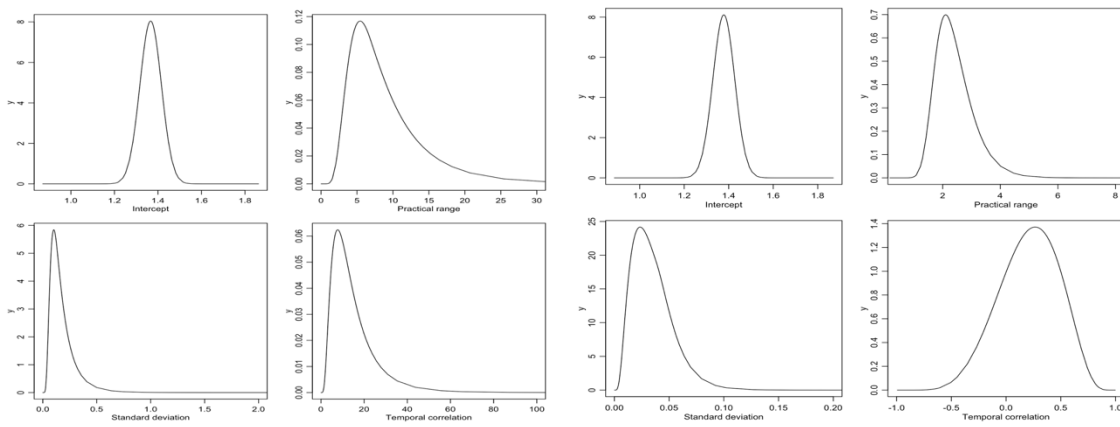 y
8
6
4
2
0
1.0 1.2 1.4 1.6 1.8
Intercept
y
0.12
0.10
0.08
0.06
0.04
0.02
0.00
0 5 10 15 20 25 30
Practical range
y
8
6
4
2
0
1.0 1.2 1.4 1.6 1.8
Intercept
y
0.7
0.6
0.5
0.4
0.3
0.2
0.1
0.0
2 4 6 8
Practical range
y
6
5
4
3
2
1
0
0.0 0.5 1.0 1.5 2.0
Standard deviation
y
0.06
0.05
0.04
0.03
0.02
0.01
0.00
0 20 40 60 80 100
Temporal correlation
y
25
20
15
10
5
0
0.00 0.05 0.10 0.15 0.20
Standard deviation
y
1.4
1.2
1.0
0.8
0.6
0.4
0.2
0.0
-1.0 -0.5 0.0 0.5 1.0
Temporal correlation